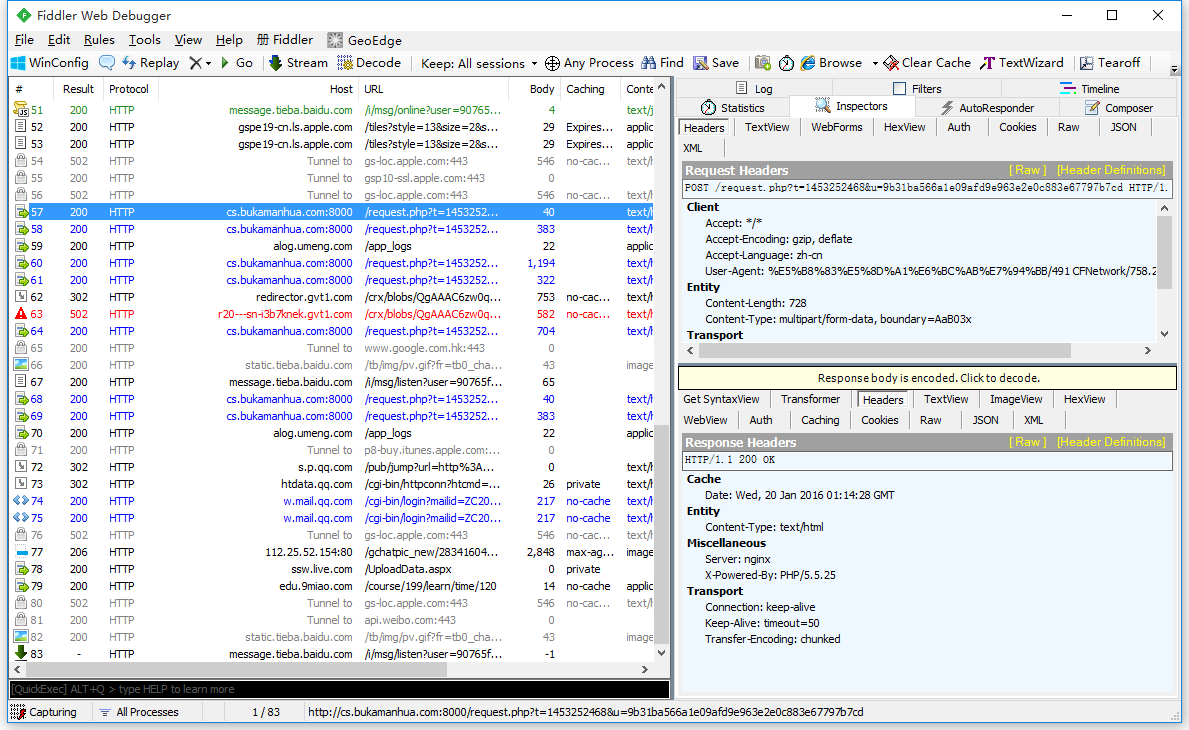 Fiddler Web Debugger
File Edit Rules Tools View Help Fiddler GeoEdge
WinConfig Replay Go Stream Decode Keep: All sessions Any Process Find Save Browse Clear Cache TextWizard Tearoff
# Result Protocol Host URL Body Caching Conte
51 200 HTTP message.tieba.baidu.com /i/msg/online?user=90765... 4 text/j
52 200 HTTP gspe19-cn.ls.apple.com /tiles?style=13&size=2&s... 29 Expires... applic
53 200 HTTP gspe19-cn.ls.apple.com /tiles?style=13&size=2&s... 29 Expires... applic
54 502 HTTP Tunnel to gs-loc.apple.com:443 546 no-cac... text/h
55 200 HTTP Tunnel to gsp10-ssl.apple.com:443 0
56 502 HTTP Tunnel to gs-loc.apple.com:443 546 no-cac... text/h
57 200 HTTP cs.bukamanhua.com:8000 /request.php?t=1453252... 40 text/h
58 200 HTTP cs.bukamanhua.com:8000 /request.php?t=1453252... 383 text/h
59 200 HTTP alog.umeng.com /app_logs 22 applic
60 200 HTTP cs.bukamanhua.com:8000 /request.php?t=1453252... 1,194 text/h
61 200 HTTP cs.bukamanhua.com:8000 /request.php?t=1453252... 322 text/h
62 302 HTTP redirector.gvt1.com /crx/blobs/QgAAAC6zw0q... 753 no-cac... text/h
63 502 HTTP r20---sn-i3b7knek.gvt1.com /crx/blobs/QgAAAC6zw0q... 582 no-cac... text/h
64 200 HTTP cs.bukamanhua.com:8000 /request.php?t=1453252... 704 text/h
65 200 HTTP Tunnel to www.google.com.hk:443 0
66 200 HTTP static.tieba.baidu.com /tb/img/pv.gif?fr=tb0_cha... 43 image
67 200 HTTP message.tieba.baidu.com /i/msg/listen?user=90765f... 65
68 200 HTTP cs.bukamanhua.com:8000 /request.php?t=1453252... 40 text/h
69 200 HTTP cs.bukamanhua.com:8000 /request.php?t=1453252... 383 text/h
70 200 HTTP alog.umeng.com /app_logs 22 applic
71 200 HTTP Tunnel to p8-buy.itunes.apple.com:... 0
72 302 HTTP s.p.qq.com /pub/jump?url=http%3A... 0 text/h
73 302 HTTP htdata.qq.com /cgi-bin/httpconn?htcmd=... 26 private text/h
74 200 HTTP w.mail.qq.com /cgi-bin/login?mailid=ZC20... 217 no-cache text/h
75 200 HTTP w.mail.qq.com /cgi-bin/login?mailid=ZC20... 217 no-cache text/h
76 502 HTTP Tunnel to gs-loc.apple.com:443 546 no-cac... text/h
77 206 HTTP 112.25.52.154:80 /gchatpic_new/28341604... 2,848 max-ag... image
78 200 HTTP ssw.live.com /UploadData.aspx 0 private
79 200 HTTP edu.9miao.com /course/199/learn/time/120 14 no-cache applic
80 502 HTTP Tunnel to gs-loc.apple.com:443 546 no-cac... text/h
81 200 HTTP Tunnel to api.weibo.com:443 0
82 200 HTTP static.tieba.baidu.com /tb/img/pv.gif?fr=tb0_cha... 43 image
83 - HTTP message.tieba.baidu.com /i/msg/listen?user=90765f... -1
[QuickExec] ALT+Q > type HELP to learn more
Log Filters Timeline
Statistics Inspectors AutoResponder Composer
Headers TextView WebForms HexView Auth Cookies Raw JSON
XML
Request Headers [ Raw ] [Header Definitions]
POST /request.php?t=1453252468&u=9b31ba566a1e09afd9e963e2e0c883e67797b7cd HTTP/1.
Client
Accept: */*
Accept-Encoding: gzip, deflate
Accept-Language: zh-cn
User-Agent: %E5%B8%83%E5%8D%A1%E6%BC%AB%E7%94%BB/491 CFNetwork/758.2
Entity
Content-Length: 728
Content-Type: multipart/form-data, boundary=AaB03x
Transport
Response body is encoded. Click to decode.
Get SyntaxView Transformer Headers TextView ImageView HexView
WebView Auth Caching Cookies Raw JSON XML
Response Headers [ Raw ] [Header Definitions]
HTTP/1.1 200 OK
Cache
Date: Wed, 20 Jan 2016 01:14:28 GMT
Entity
Content-Type: text/html
Miscellaneous
Server: nginx
X-Powered-By: PHP/5.5.25
Transport
Connection: keep-alive
Keep-Alive: timeout=50
Transfer-Encoding: chunked
Capturing All Processes 1 / 83 http://cs.bukamanhua.com:8000/request.php?t=1453252468&u=9b31ba566a1e09afd9e963e2e0c883e67797b7cd